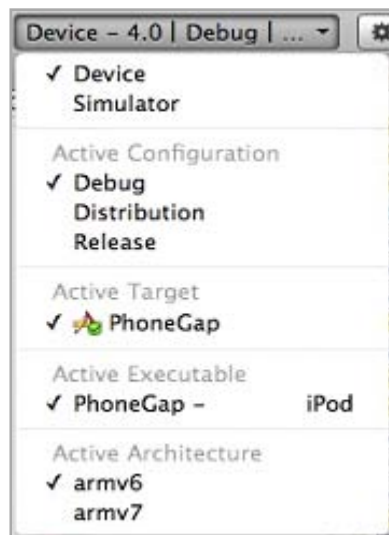 Device – 4.0 | Debug | ...
Device
Simulator
Active Configuration
Debug
Distribution
Release
Active Target
PhoneGap
Active Executable
PhoneGap – iPod
Active Architecture
armv6
armv7